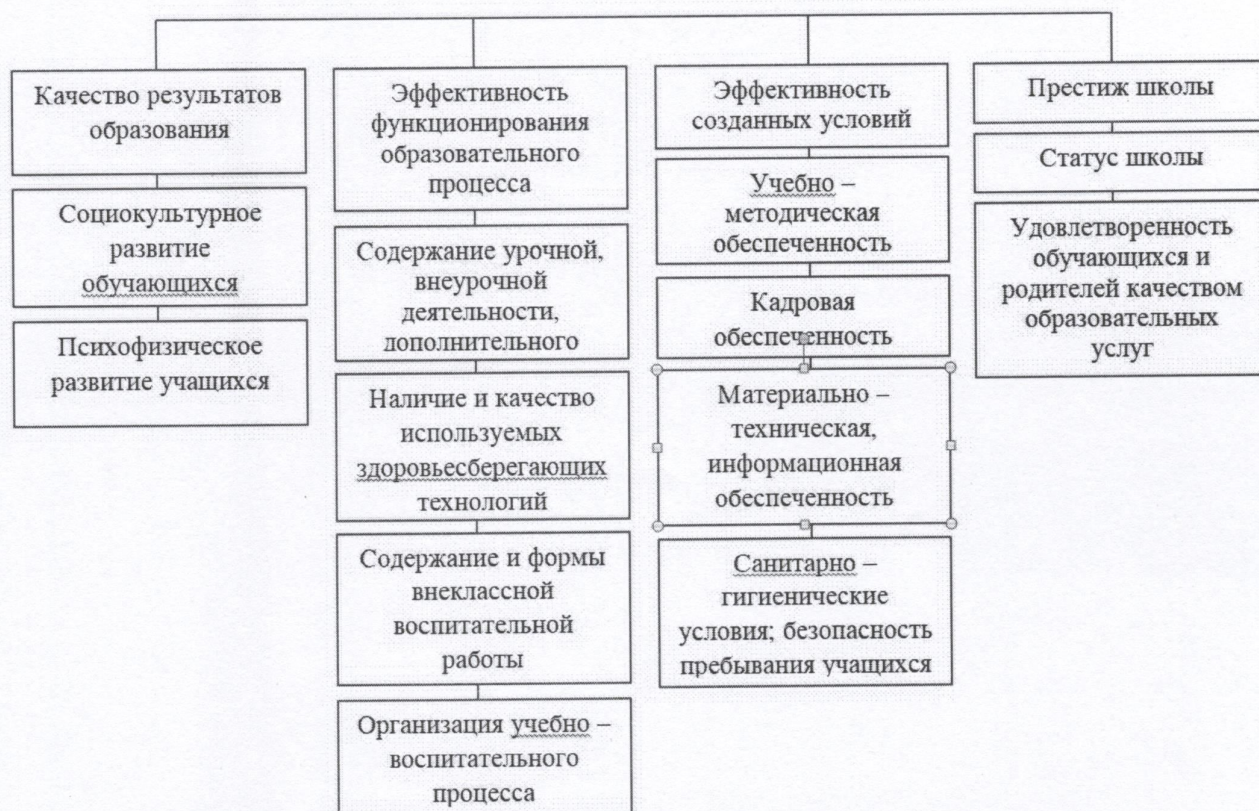 Качество результатов
образования
Социокультурное
развитие
обучающихся
Психофизическое
развитие учащихся
Эффективность
функционирования
образовательного
процесса
Содержание урочной,
внеурочной
деятельности,
дополнительного
Наличие и качество
используемых
здоровьесберегающих
технологий
Содержание и формы
внеклассной
воспитательной
работы
Организация учебно –
воспитательного
процесса
Эффективность
созданных условий
Учебно –
методическая
обеспеченность
Кадровая
обеспеченность
Материально –
техническая,
информационная
обеспеченность
Санитарно –
гигиенические
условия; безопасность
пребывания учащихся
Престиж школы
Статус школы
Удовлетворенность
обучающихся и
родителей качеством
образовательных
услуг